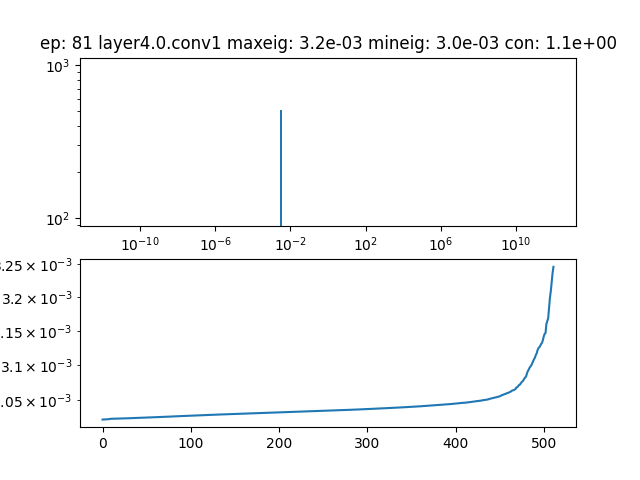 ep: 81 layer4.0.conv1 maxeig: 3.2e-03 mineig: 3.0e-03 con: 1.1e+00
10³
10²
10⁻¹⁰ 10⁻⁶ 10⁻² 10² 10⁶ 10¹⁰
.25 × 10⁻³
3.2 × 10⁻³
.15 × 10⁻³
3.1 × 10⁻³
.05 × 10⁻³
0 100 200 300 400 500